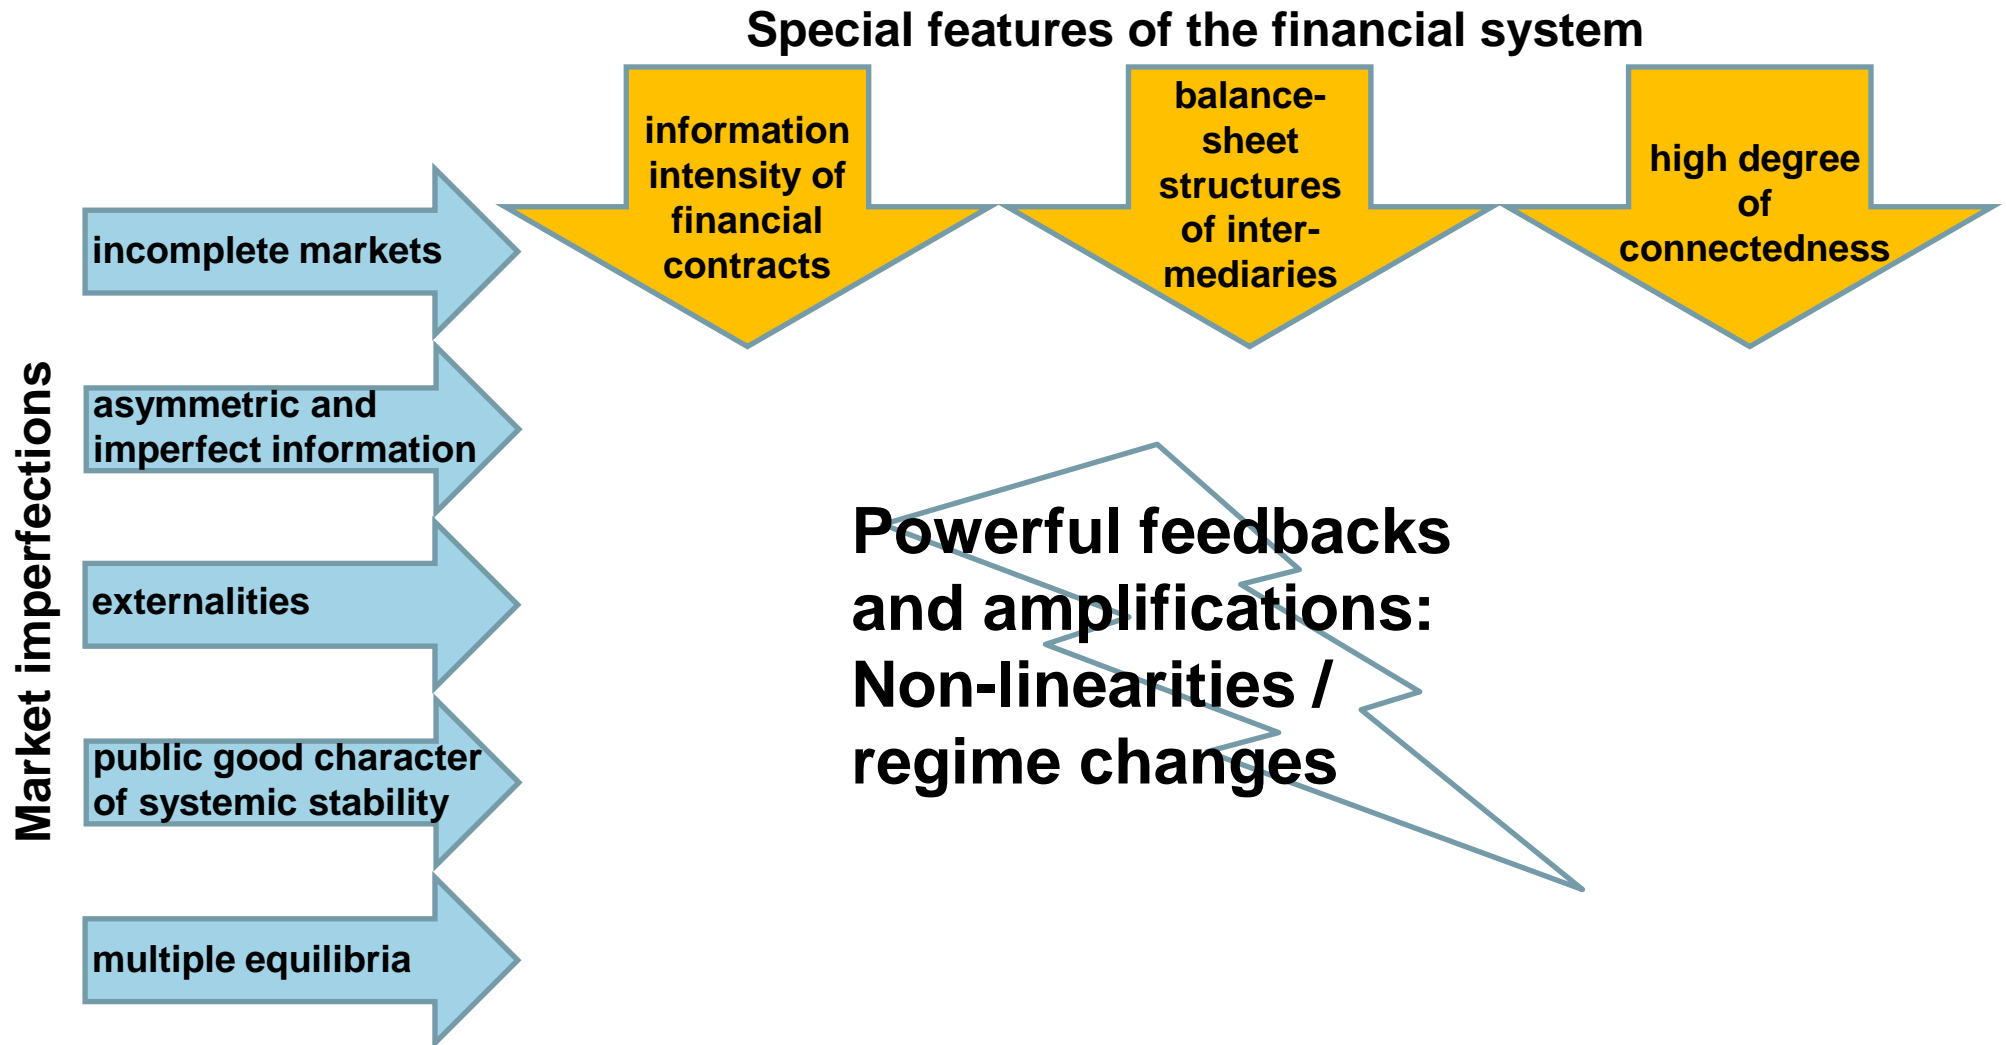 Special features of the financial system
information
intensity of
financial
contracts
balance-
sheet
structures
of inter-
mediaries
high degree
of
connectedness
Market imperfections
incomplete markets
asymmetric and
imperfect information
externalities
public good character
of systemic stability
multiple equilibria
Powerful feedbacks
and amplifications:
Non-linearities /
regime changes